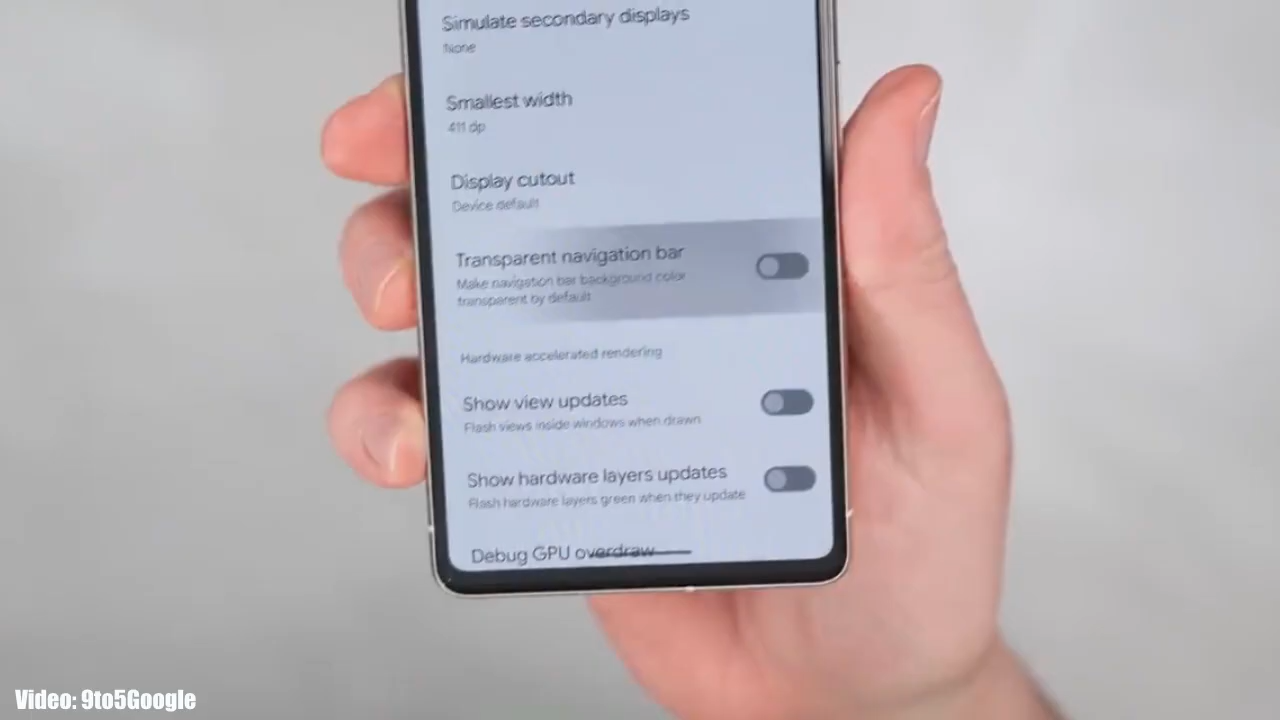 Simulate secondary displays
None
Smallest width
411 dp
Display cutout
Device default
Transparent navigation bar
Make navigation bar background color
transparent by default
Hardware accelerated rendering
Show view updates
Flash views inside windows when drawn
Show hardware layers updates
Flash hardware layers green when they update
Debug GPU overdraw
Video: 9to5Google